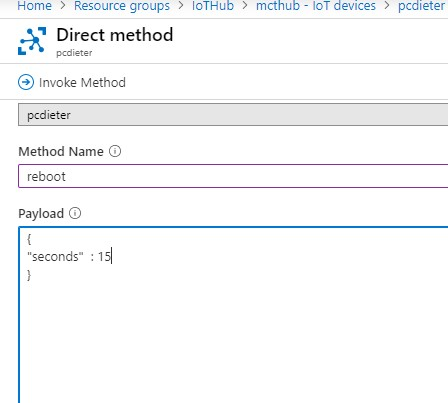 Home > Resource groups > IoTHub > mcthub - IoT devices > pcdieter
Direct method
pcdieter
Invoke Method
pcdieter
Method Name
reboot
Payload
{
"seconds" : 15
}